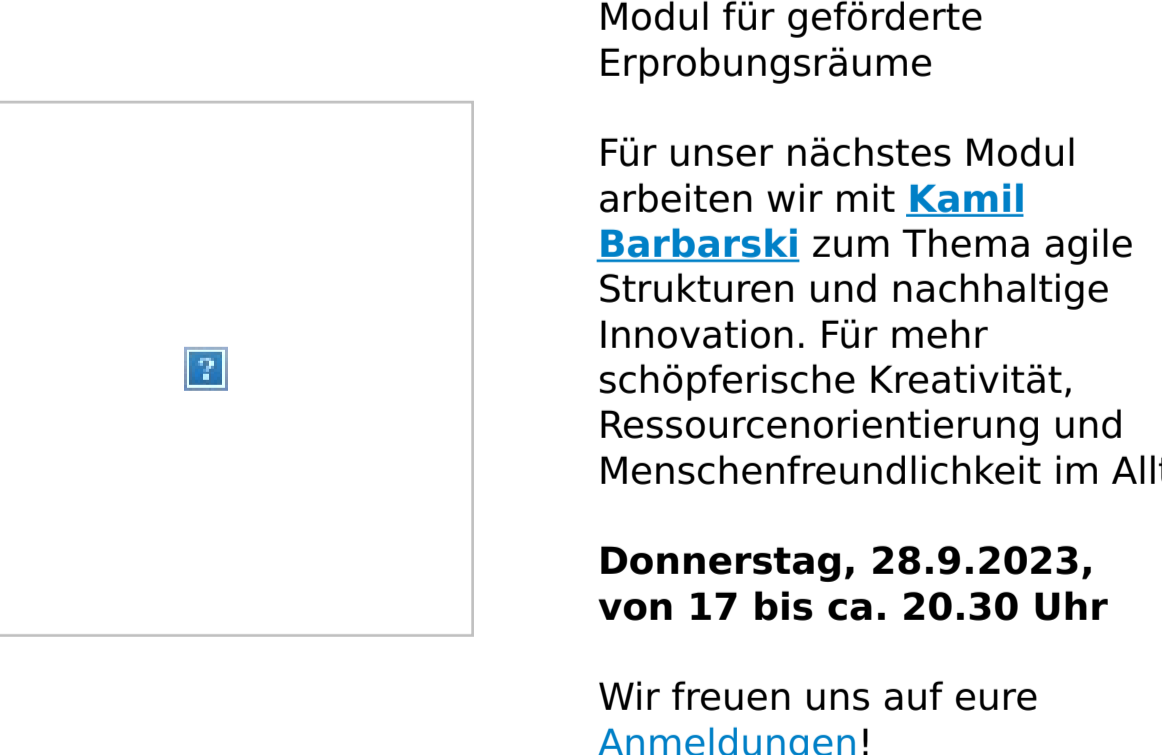 Modul für geförderte
Erprobungsräume
Für unser nächstes Modul
arbeiten wir mit Kamil
Barbarski zum Thema agile
Strukturen und nachhaltige
Innovation. Für mehr
schöpferische Kreativität,
Ressourcenorientierung und
Menschenfreundlichkeit im
Donnerstag, 28.9.2023,
von 17 bis ca. 20.30 Uhr
Wir freuen uns auf eure
Anmeldungen!